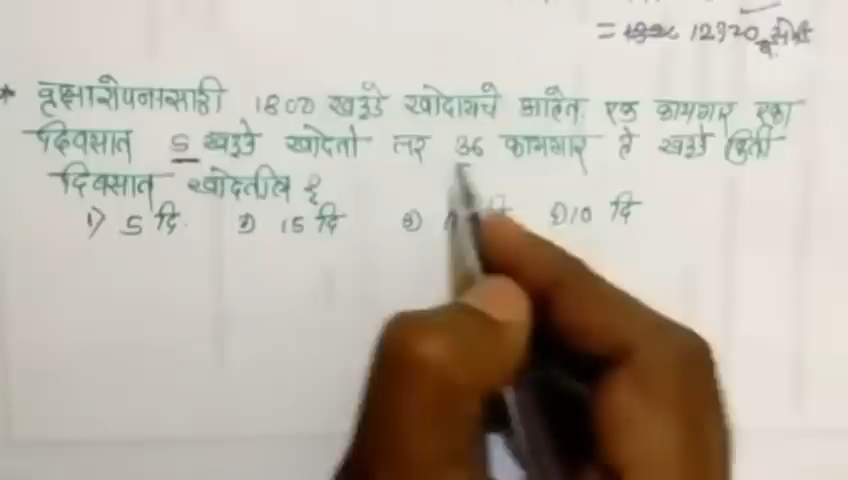 = 12920
* वृक्षारोपनासाठी 1800 खड्डे खोदायचे आहेत. एक कामगार एका
दिवसात 5 खड्डे खोदतो तर 36 कामगार हे खड्डे किती
दिवसात खोदतील ?
1) 5 दि. 2) 15 दि 3) दि 4) 10 दि